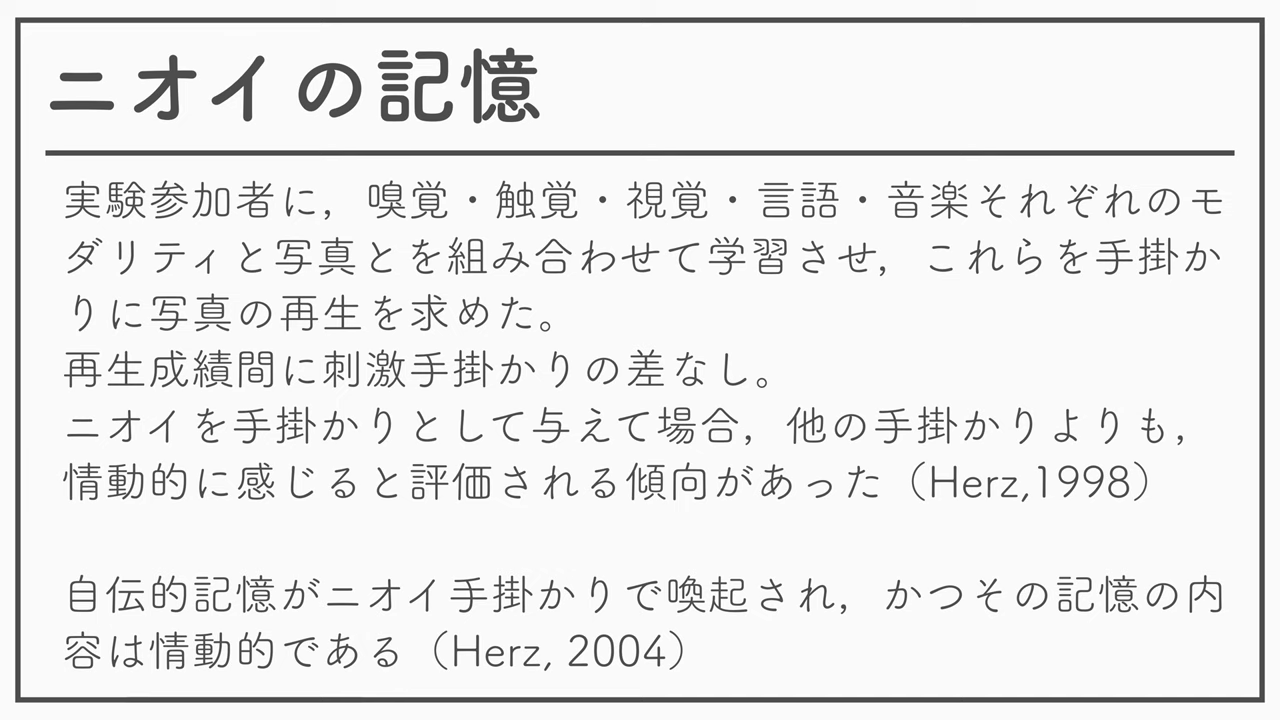 ニオイの記憶
実験参加者に，嗅覚・触覚・視覚・言語・音楽それぞれのモ
ダリティと写真とを組み合わせて学習させ，これらを手掛か
りに写真の再生を求めた。
再生成績間に刺激手掛かりの差なし。
ニオイを手掛かりとして与えて場合，他の手掛かりよりも，
情動的に感じると評価される傾向があった（Herz,1998）
自伝的記憶がニオイ手掛かりで喚起され，かつその記憶の内
容は情動的である（Herz, 2004）